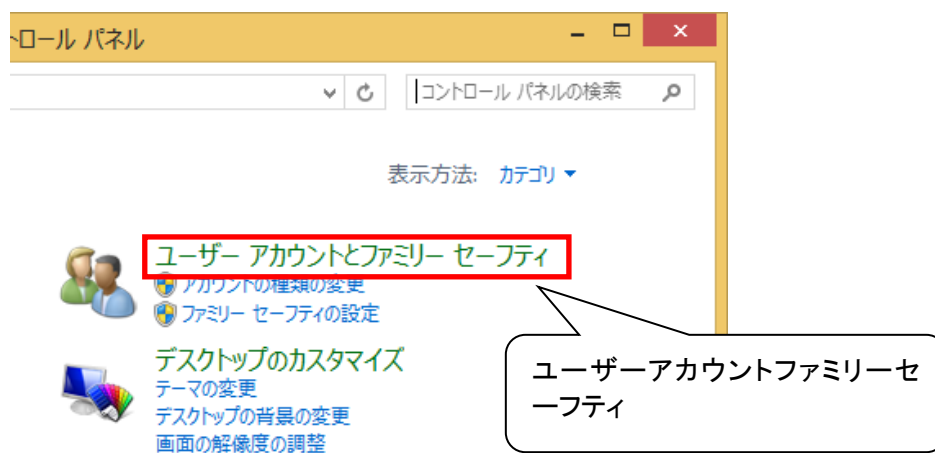 トロール パネル
コントロール パネルの検索
表示方法: カテゴリ
ユーザー アカウントとファミリー セーフティ
アカウントの種類の変更
ファミリー セーフティの設定
デスクトップのカスタマイズ
テーマの変更
デスクトップの背景の変更
画面の解像度の調整
ユーザーアカウントファミリーセ
ーフティ